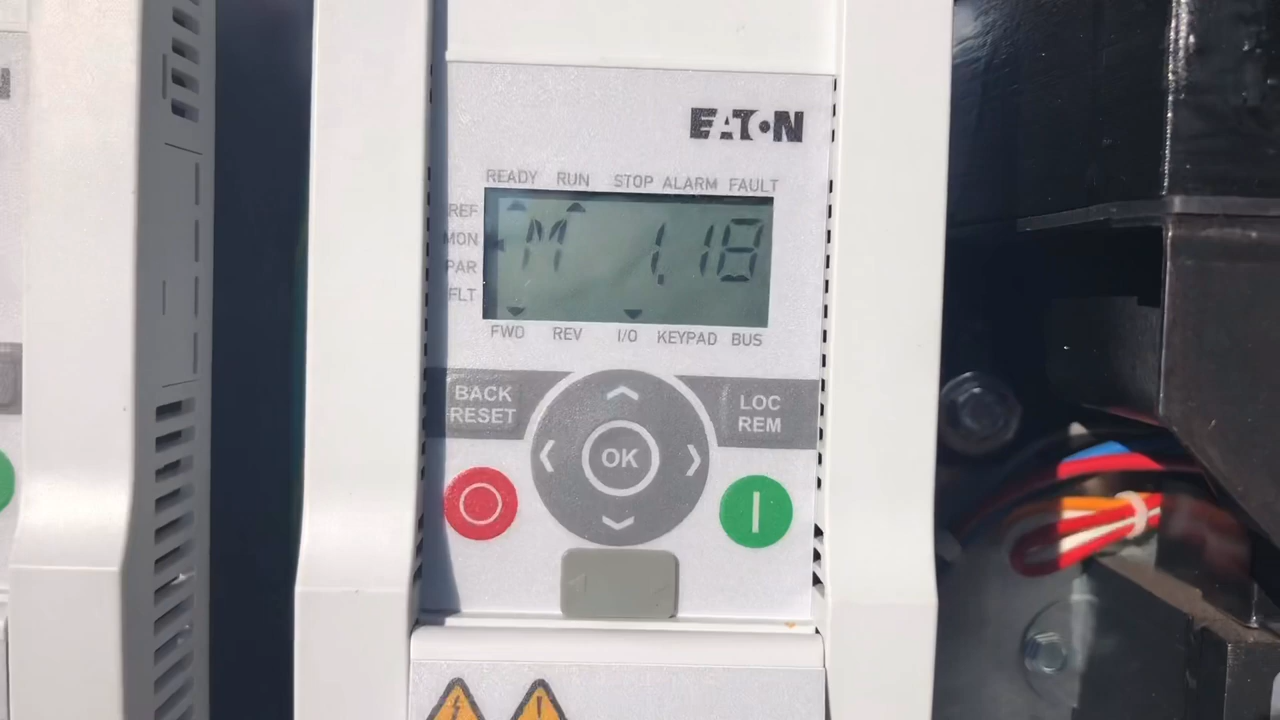 EATON
READY RUN STOP ALARM FAULT
REF
MON
PAR
FLT
M 1.18
FWD REV I/O KEYPAD BUS
BACK
RESET
LOC
REM
OK